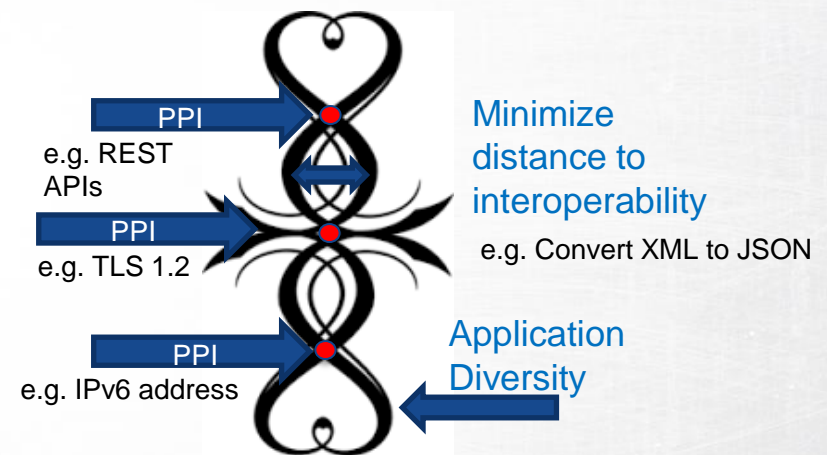 PPI
e.g. REST
APIs
Minimize
distance to
interoperability
e.g. Convert XML to JSON
PPI
e.g. TLS 1.2
PPI
e.g. IPv6 address
Application
Diversity